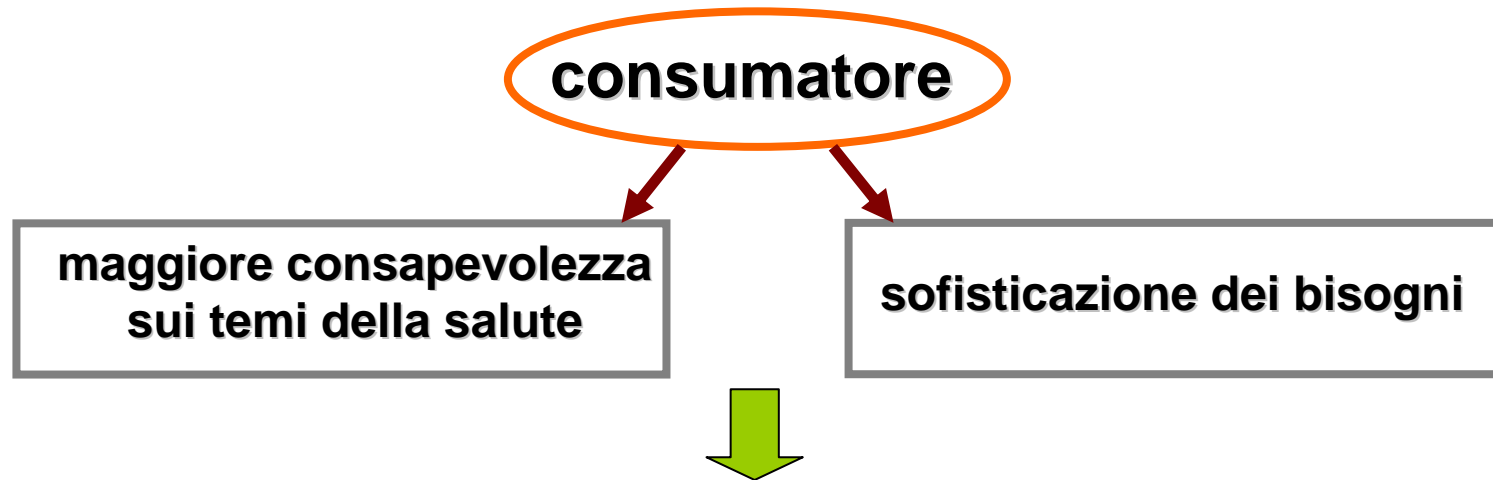 consumatore
maggiore consapevolezza
sui temi della salute
sofisticazione dei bisogni